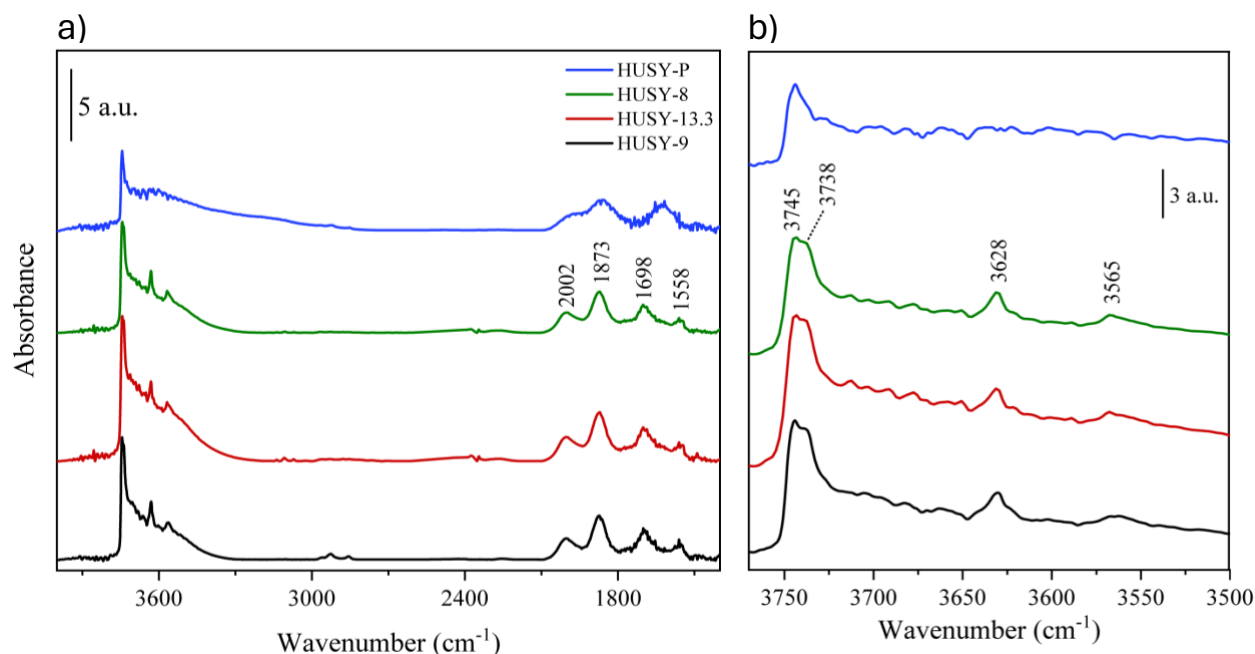 a)
5 a.u.
HUSY-P
HUSY-8
HUSY-13.3
HUSY-9
2002
1873
1698
1558
Absorbance
3600
3000
2400
1800
Wavenumber (cm⁻¹)
b)
3 a.u.
3745
3738
3628
3565
3750
3700
3650
3600
3550
3500
Wavenumber (cm⁻¹)